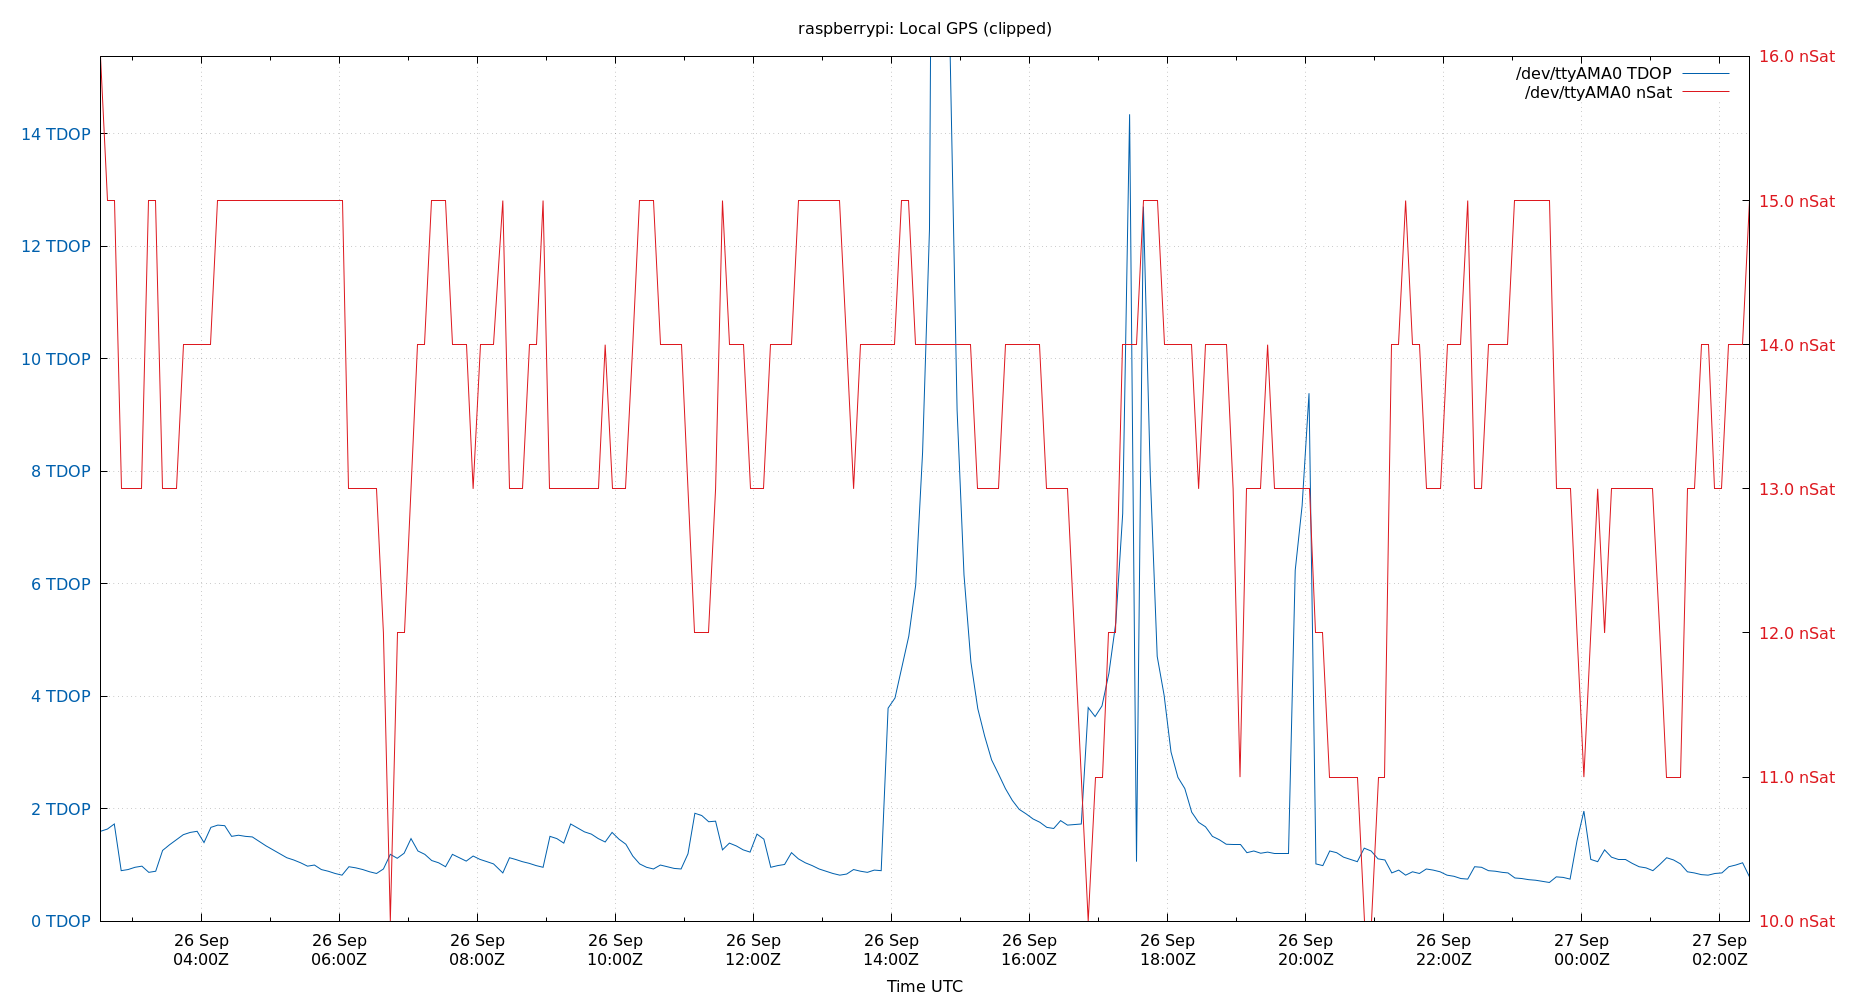 raspberrypi: Local GPS (clipped)
/dev/ttyAMA0 TDOP
/dev/ttyAMA0 nSat
14 TDOP
12 TDOP
10 TDOP
8 TDOP
6 TDOP
4 TDOP
2 TDOP
0 TDOP
16.0 nSat
15.0 nSat
14.0 nSat
13.0 nSat
12.0 nSat
11.0 nSat
10.0 nSat
26 Sep
04:00Z
26 Sep
06:00Z
26 Sep
08:00Z
26 Sep
10:00Z
26 Sep
12:00Z
26 Sep
14:00Z
26 Sep
16:00Z
26 Sep
18:00Z
26 Sep
20:00Z
26 Sep
22:00Z
27 Sep
00:00Z
27 Sep
02:00Z
Time UTC